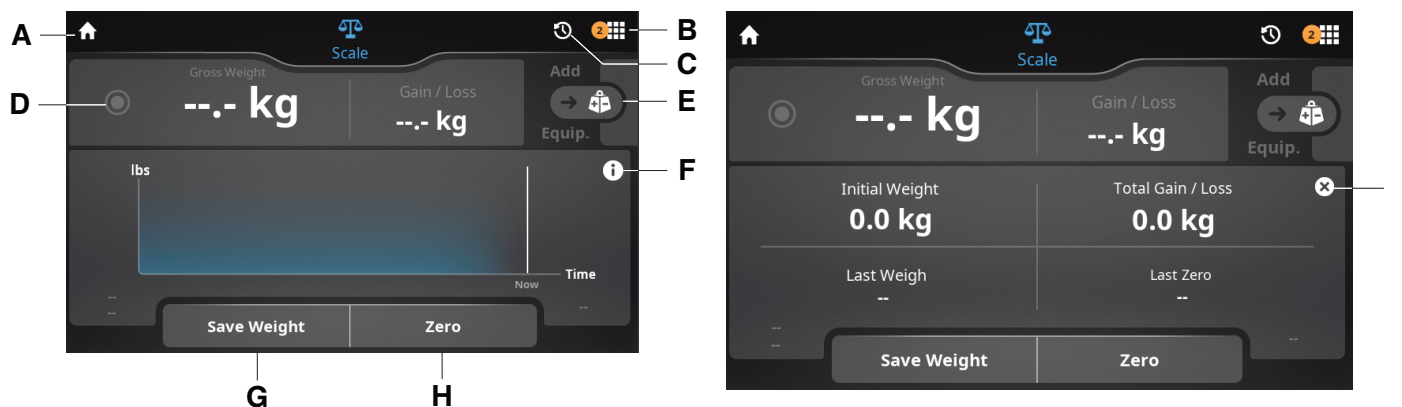 A
B
C
D
E
F
G
H
2
Scale
Gross Weight
--.- kg
Gain / Loss
--.- kg
Add
Equip.
lbs
Time
Now
--
--
--
Save Weight
Zero
2
Scale
Gross Weight
--.- kg
Gain / Loss
--.- kg
Add
Equip.
Initial Weight
0.0 kg
Total Gain / Loss
0.0 kg
Last Weigh
--
Last Zero
--
--
--
--
Save Weight
Zero